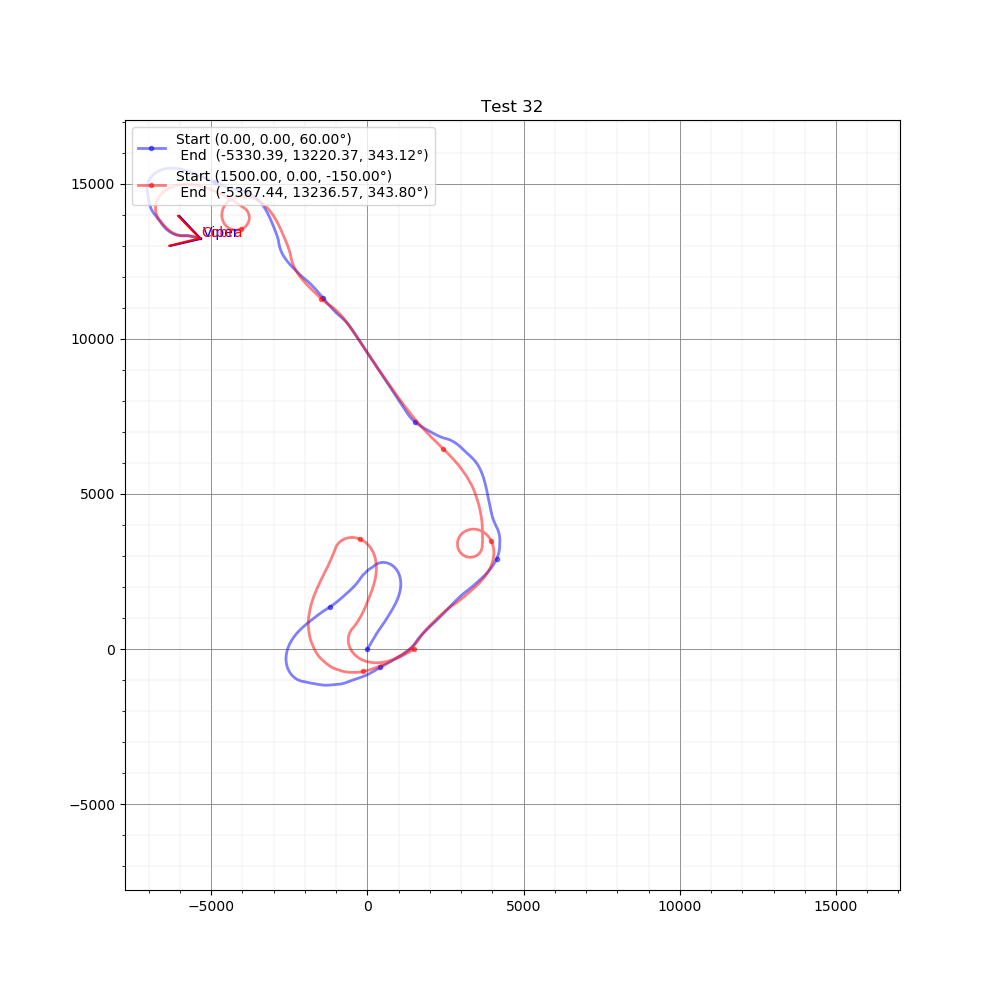 Test 32
Start (0.00, 0.00, 60.00°)
End (-5330.39, 13220.37, 343.12°)
Start (1500.00, 0.00, -150.00°)
End (-5367.44, 13236.57, 343.80°)
15000
10000
5000
0
−5000
−5000 0 5000 10000 15000